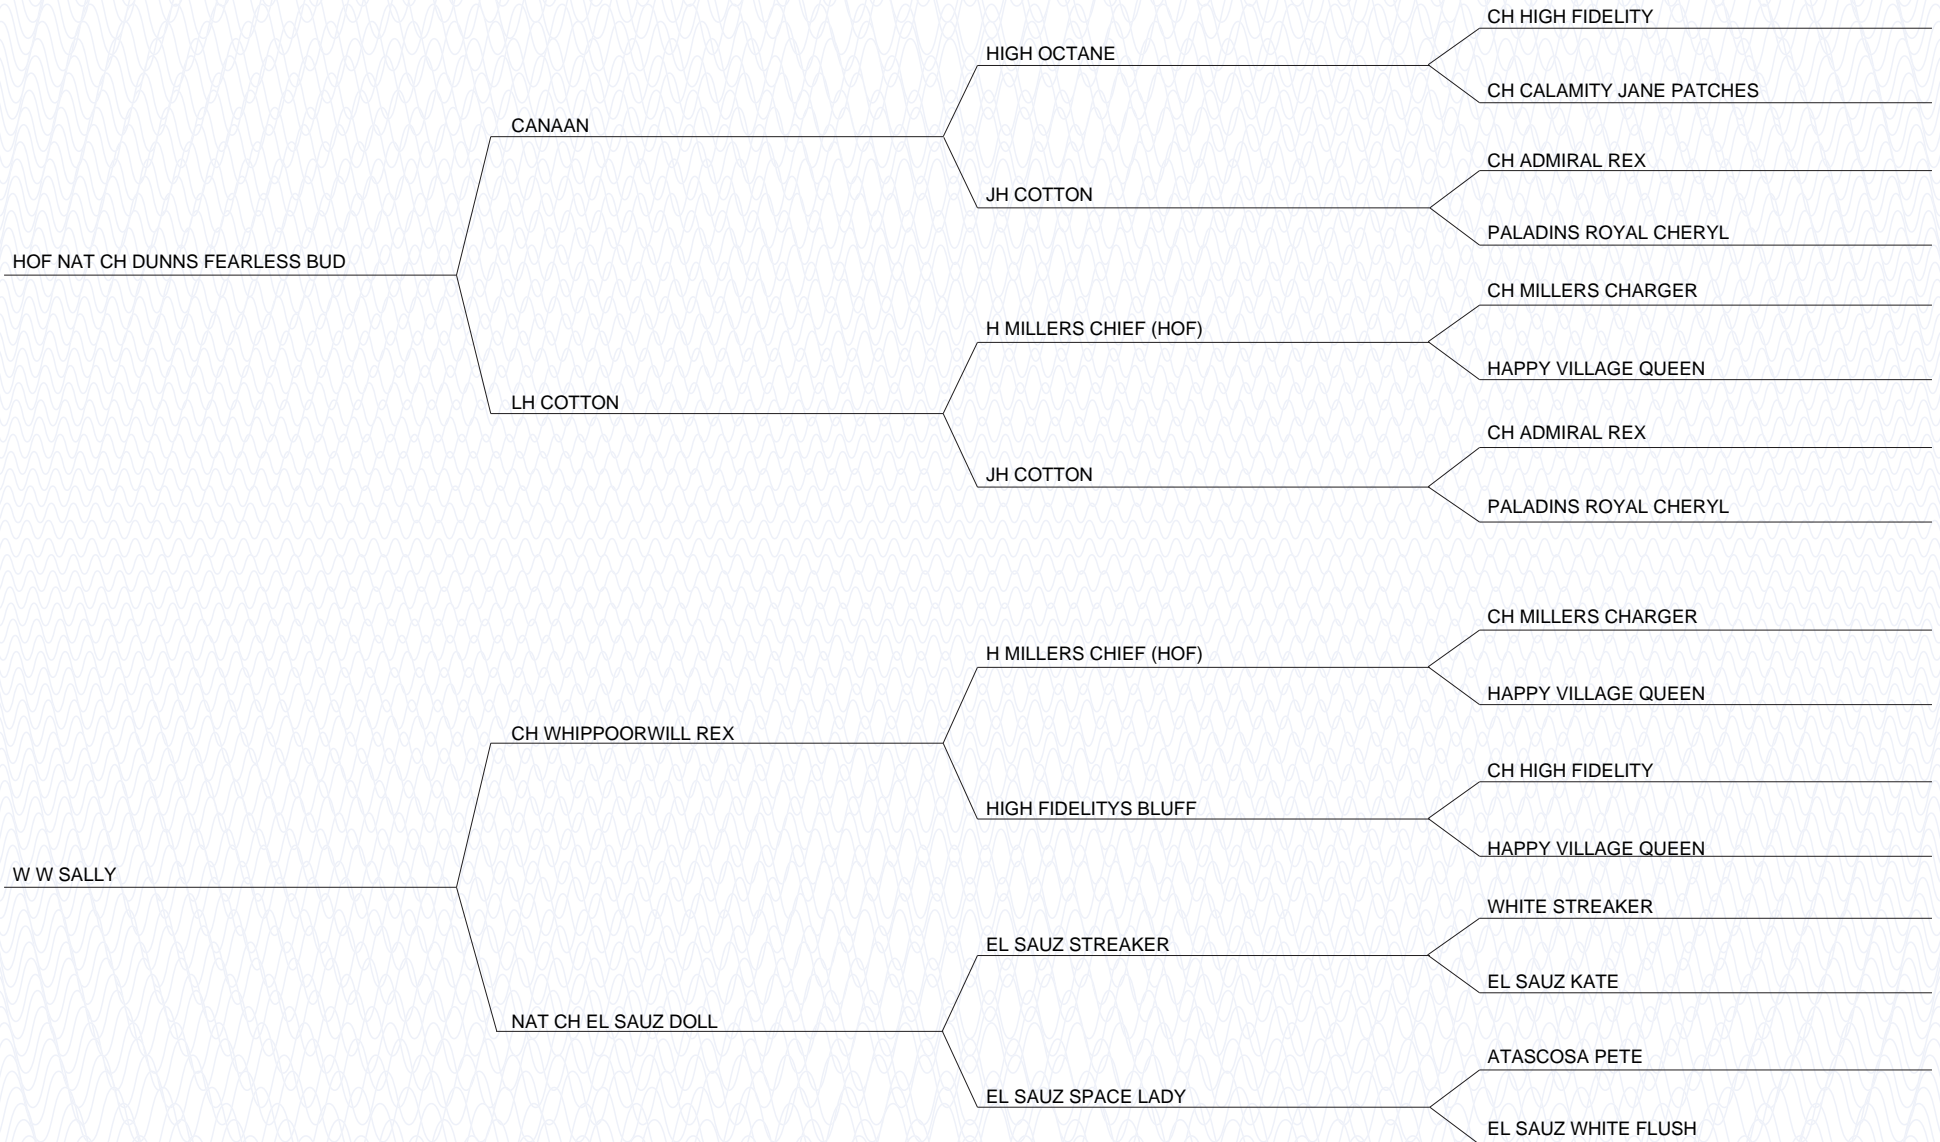 CH HIGH FIDELITY
HIGH OCTANE
CH CALAMITY JANE PATCHES
CANAAN
CH ADMIRAL REX
JH COTTON
PALADINS ROYAL CHERYL
HOF NAT CH DUNNS FEARLESS BUD
CH MILLERS CHARGER
H MILLERS CHIEF (HOF)
HAPPY VILLAGE QUEEN
LH COTTON
CH ADMIRAL REX
JH COTTON
PALADINS ROYAL CHERYL
CH MILLERS CHARGER
H MILLERS CHIEF (HOF)
HAPPY VILLAGE QUEEN
CH WHIPPOORWILL REX
CH HIGH FIDELITY
HIGH FIDELITYS BLUFF
HAPPY VILLAGE QUEEN
W W SALLY
WHITE STREAKER
EL SAUZ STREAKER
EL SAUZ KATE
NAT CH EL SAUZ DOLL
ATASCOSA PETE
EL SAUZ SPACE LADY
EL SAUZ WHITE FLUSH